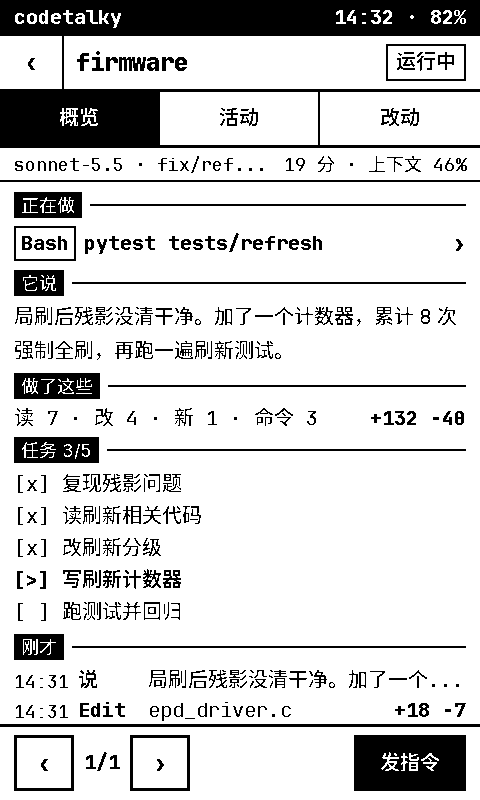 codetalky 14:32 · 82%
‹ firmware 运行中
概览 活动 改动
sonnet-5.5 · fix/ref... 19 分 · 上下文 46%
正在做
Bash pytest tests/refresh ›
它说
局刷后残影没清干净。加了一个计数器，累计 8 次
强制全刷，再跑一遍刷新测试。
做了这些
读 7 · 改 4 · 新 1 · 命令 3 +132 -40
任务 3/5
[x] 复现残影问题
[x] 读刷新相关代码
[x] 改刷新分级
[>] 写刷新计数器
[ ] 跑测试并回归
刚才
14:31 说 局刷后残影没清干净。加了一个...
14:31 Edit epd_driver.c +18 -7
‹ 1/1 › 发指令